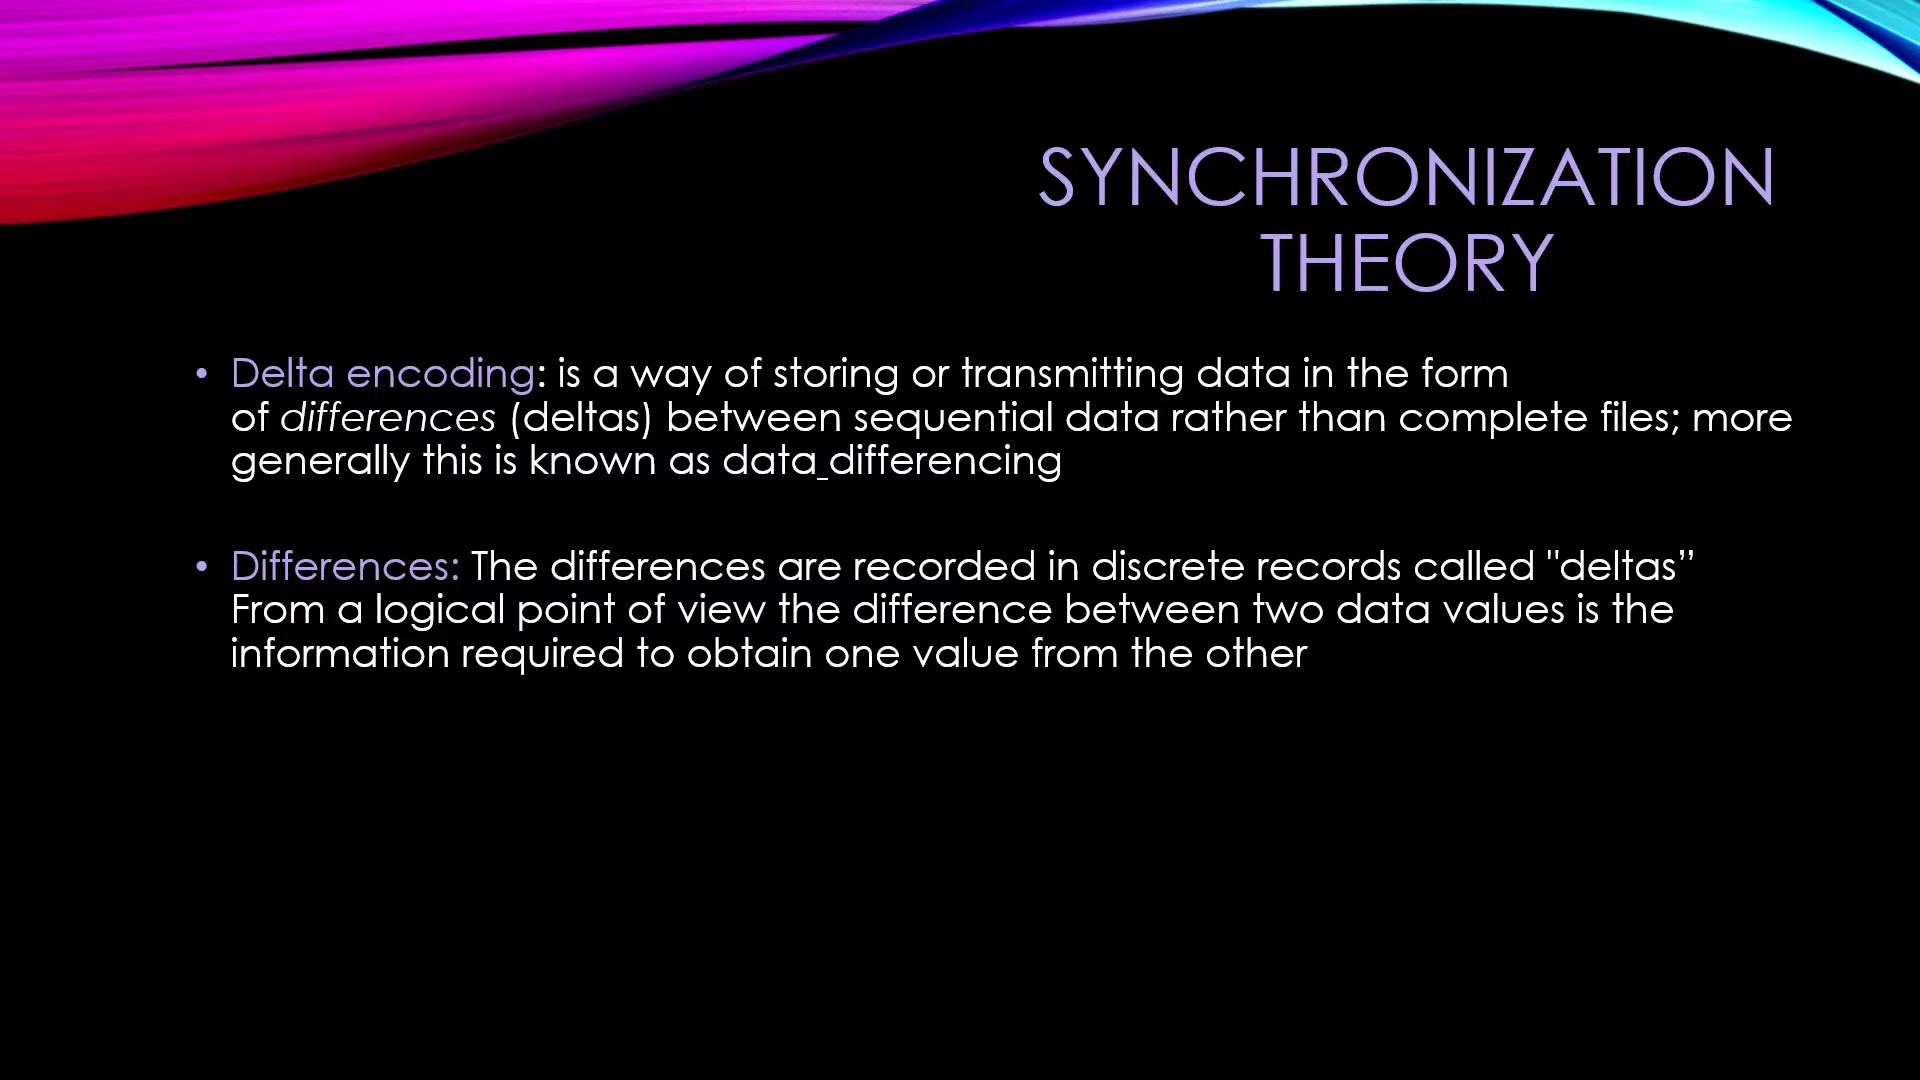 SYNCHRONIZATION
THEORY
• Delta encoding: is a way of storing or transmitting data in the form
of differences (deltas) between sequential data rather than complete files; more
generally this is known as data differencing
• Differences: The differences are recorded in discrete records called "deltas”
From a logical point of view the difference between two data values is the
information required to obtain one value from the other